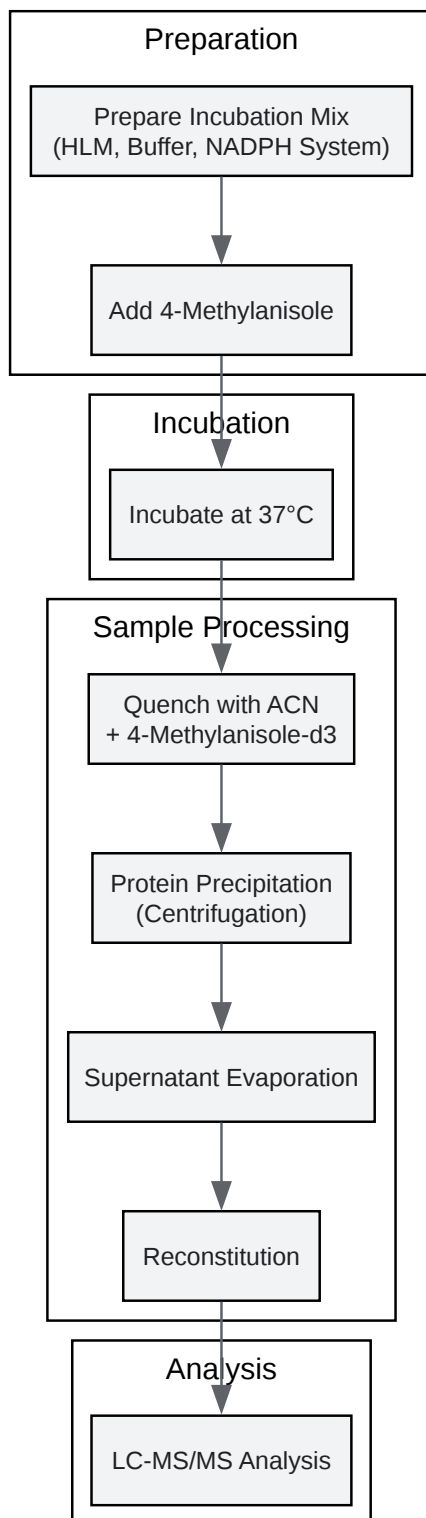 Preparation
Prepare Incubation Mix
(HLM, Buffer, NADPH System)
Add 4-Methylanisole
Incubation
Incubate at 37°C
Sample Processing
Quench with ACN
+ 4-Methylanisole-d3
Protein Precipitation
(Centrifugation)
Supernatant Evaporation
Reconstitution
Analysis
LC-MS/MS Analysis